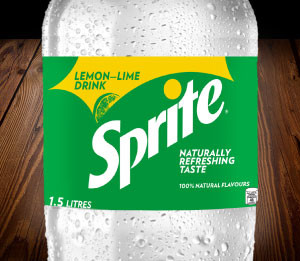 LEMON–LIME
DRINK
Sprite
NATURALLY
REFRESHING
TASTE
100% NATURAL FLAVOURS
1.5 LITRES